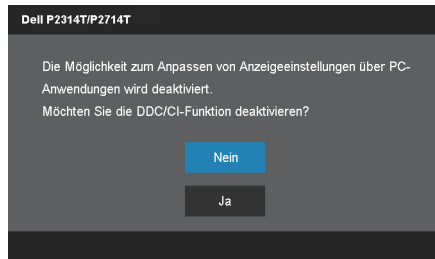 Dell P2314T/P2714T
Die Möglichkeit zum Anpassen von Anzeigeeinstellungen über PC-
Anwendungen wird deaktiviert.
Möchten Sie die DDC/CI-Funktion deaktivieren?
Nein
Ja